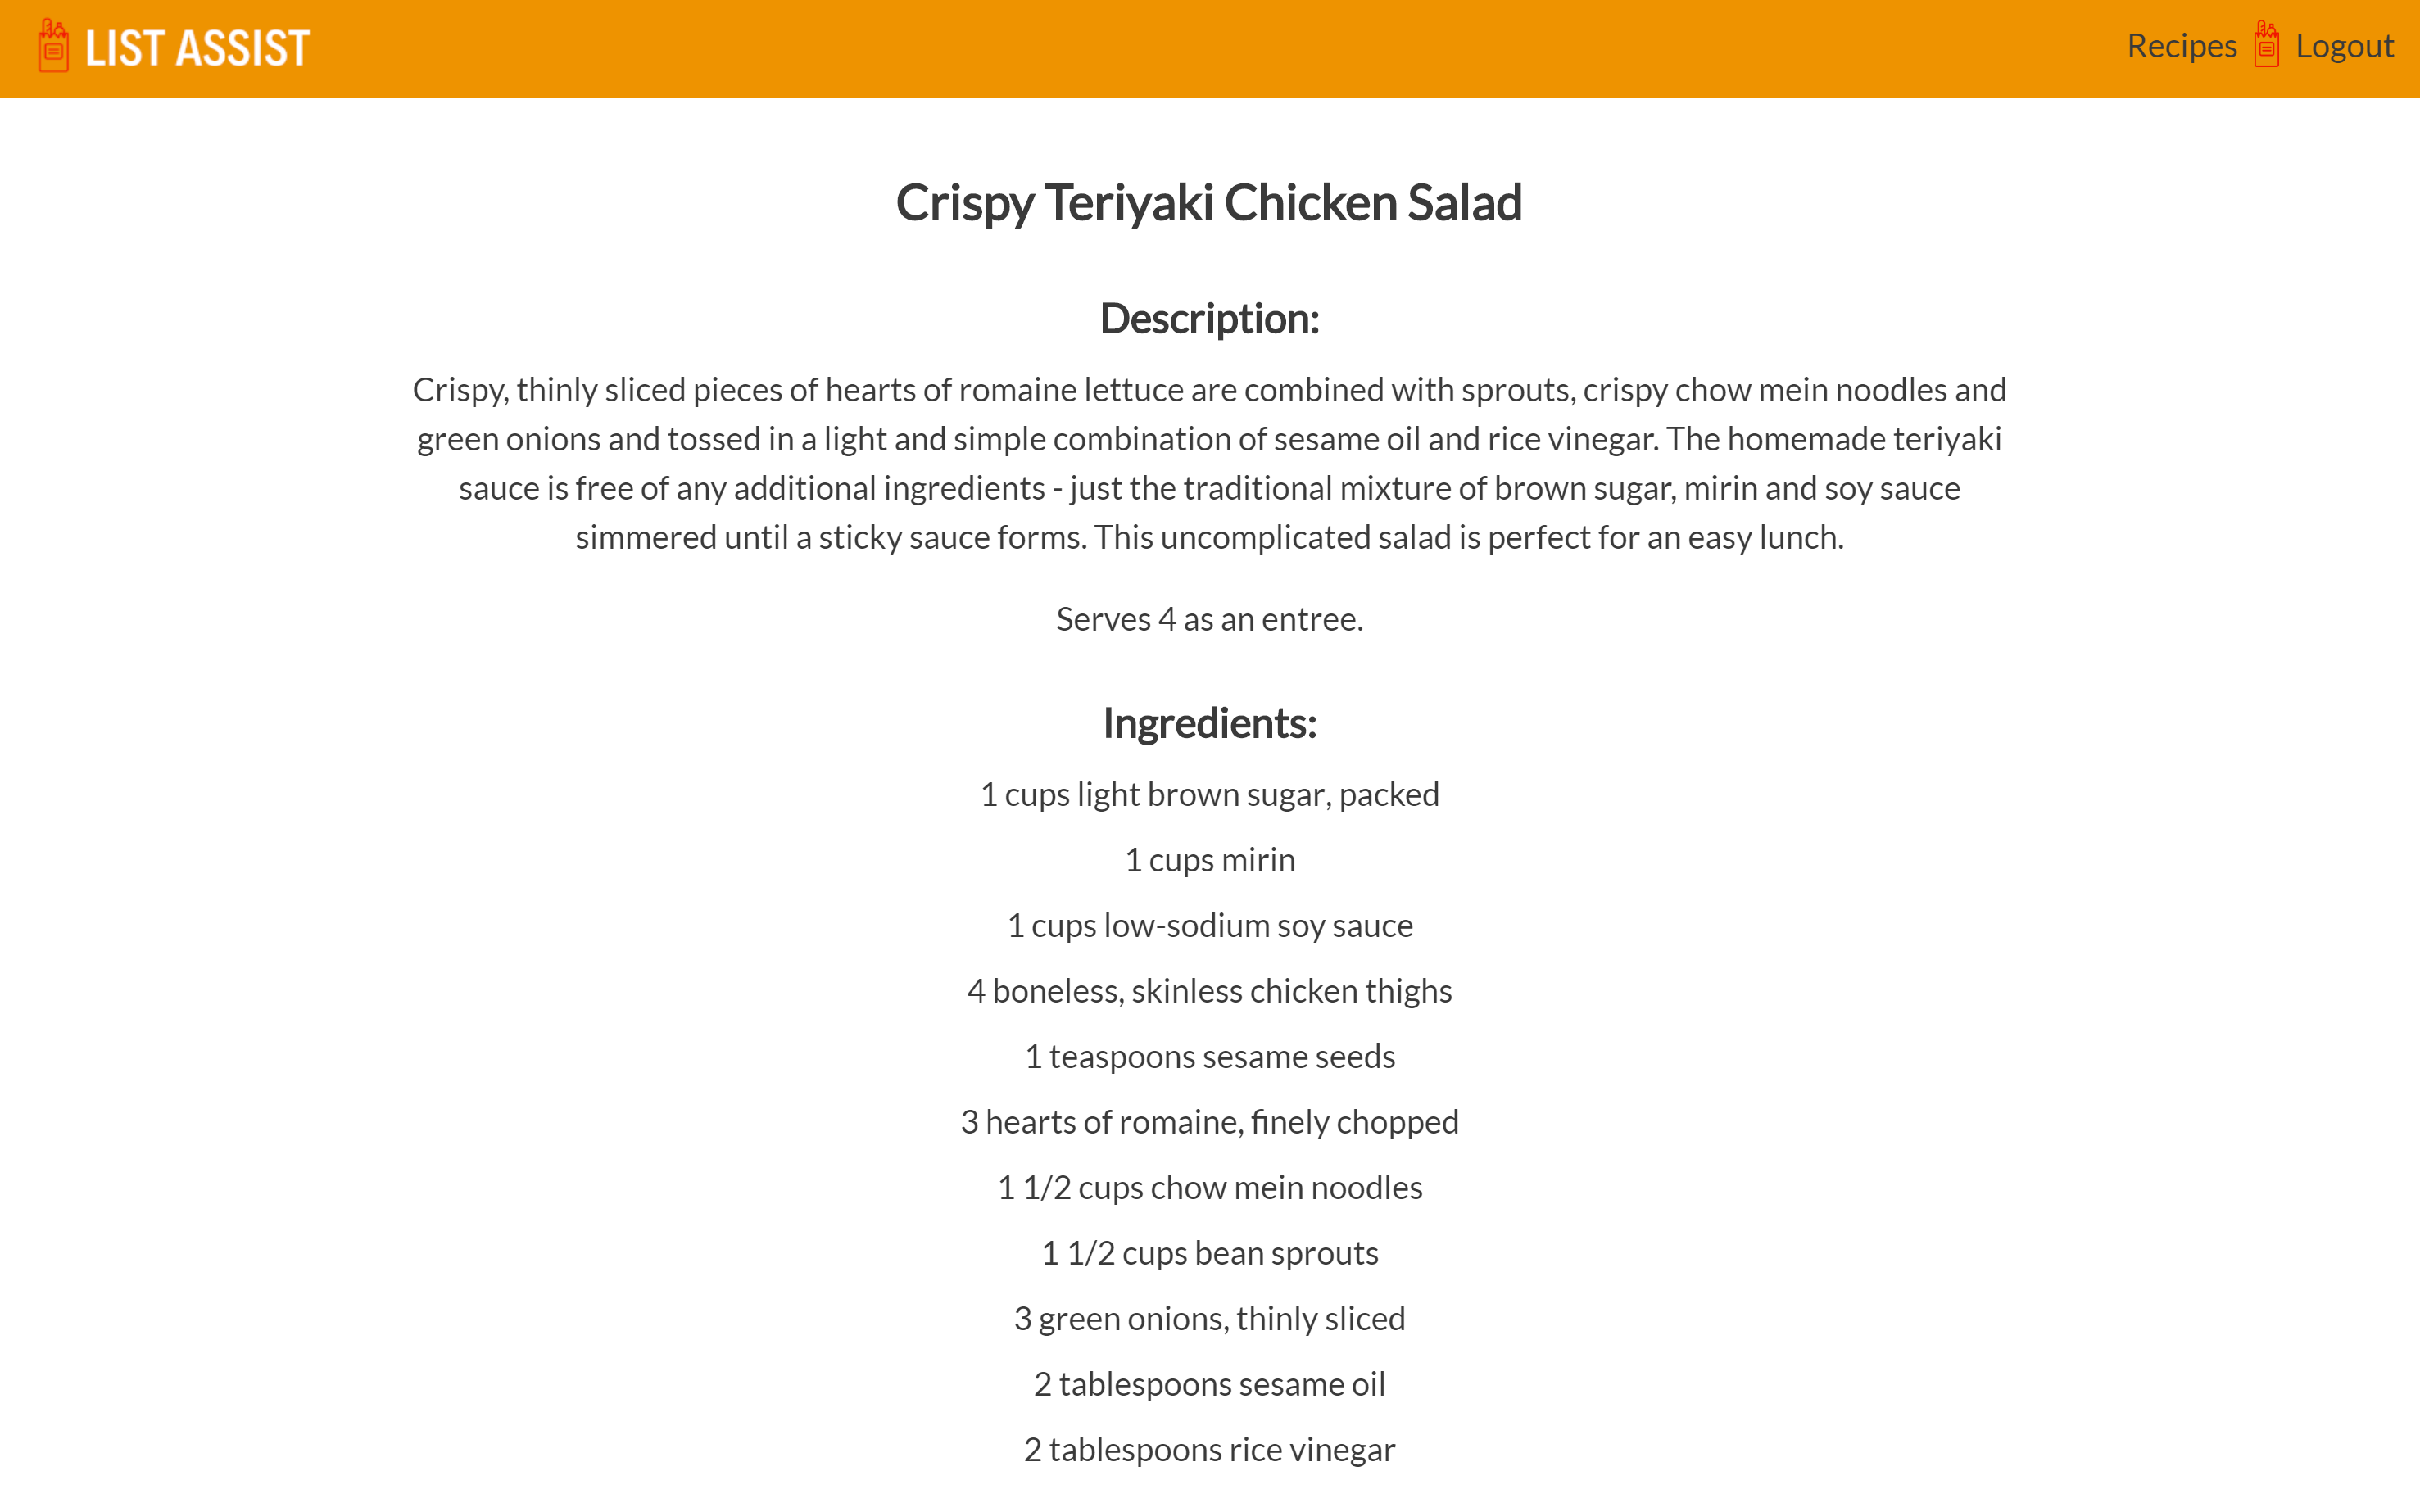 LIST ASSIST
Recipes Logout
Crispy Teriyaki Chicken Salad
Description:
Crispy, thinly sliced pieces of hearts of romaine lettuce are combined with sprouts, crispy chow mein noodles and
green onions and tossed in a light and simple combination of sesame oil and rice vinegar. The homemade teriyaki
sauce is free of any additional ingredients - just the traditional mixture of brown sugar, mirin and soy sauce
simmered until a sticky sauce forms. This uncomplicated salad is perfect for an easy lunch.
Serves 4 as an entree.
Ingredients:
1 cups light brown sugar, packed
1 cups mirin
1 cups low-sodium soy sauce
4 boneless, skinless chicken thighs
1 teaspoons sesame seeds
3 hearts of romaine, finely chopped
1 1/2 cups chow mein noodles
1 1/2 cups bean sprouts
3 green onions, thinly sliced
2 tablespoons sesame oil
2 tablespoons rice vinegar